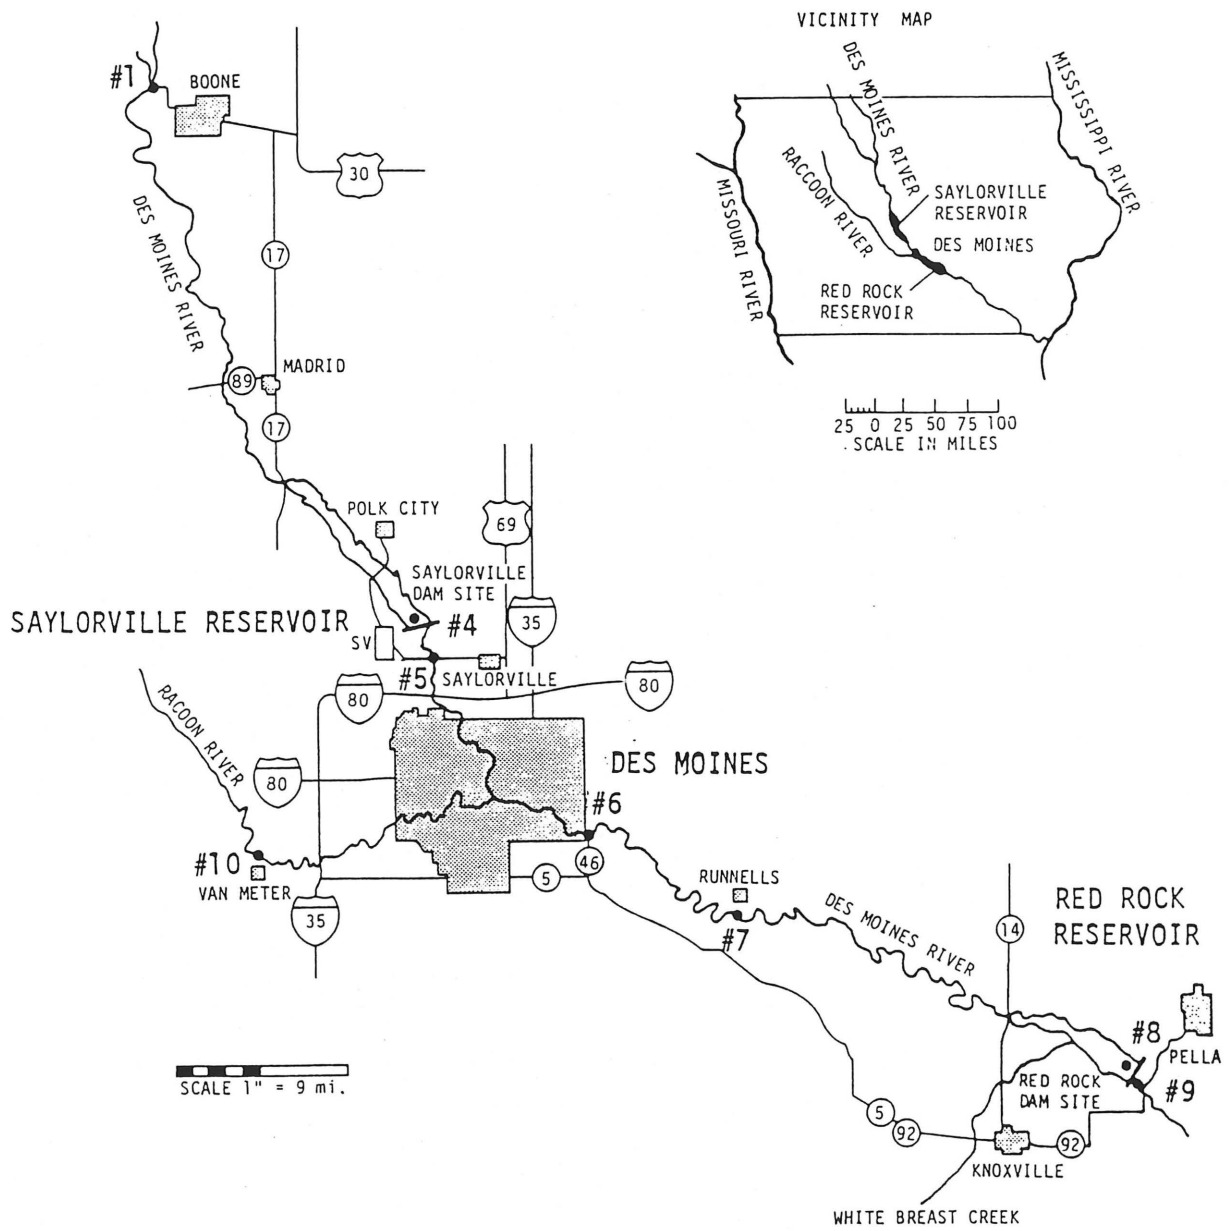 VICINITY MAP
DES MOINES RIVER
MISSISSIPPI RIVER
RACCOON RIVER
MISSOURI RIVER
SAYLORVILLE
RESERVOIR
DES MOINES
RED ROCK
RESERVOIR
25 0 25 50 75 100
SCALE IN MILES
#1
BOONE
30
DES MOINES RIVER
17
MADRID
89
17
POLK CITY
69
SAYLORVILLE
DAM SITE
SAYLORVILLE RESERVOIR
#4
35
SV
#5
SAYLORVILLE
80
80
RACOON RIVER
80
DES MOINES
#6
#10
VAN METER
46
5
35
RUNNELLS
#7
DES MOINES RIVER
14
RED ROCK
RESERVOIR
#8
PELLA
RED ROCK
DAM SITE
#9
SCALE 1" = 9 mi.
5
92
92
KNOXVILLE
WHITE BREAST CREEK